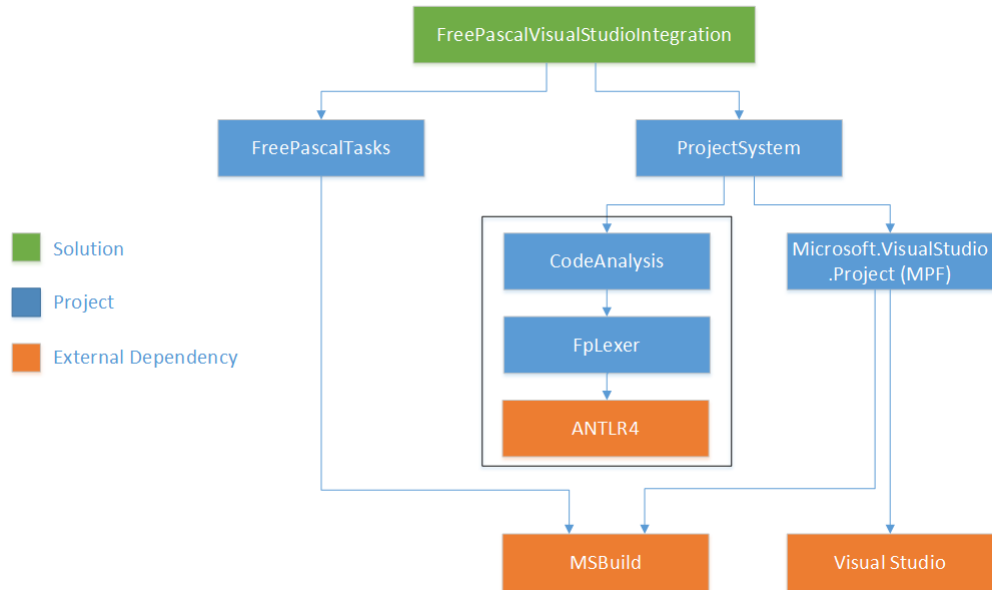 FreePascalVisualStudioIntegration
FreePascalTasks
ProjectSystem
Solution
Project
External Dependency
CodeAnalysis
Microsoft.VisualStudio
.Project (MPF)
FpLexer
ANTLR4
MSBuild
Visual Studio